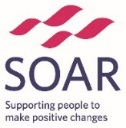 SOAR
Supporting people to
make positive changes